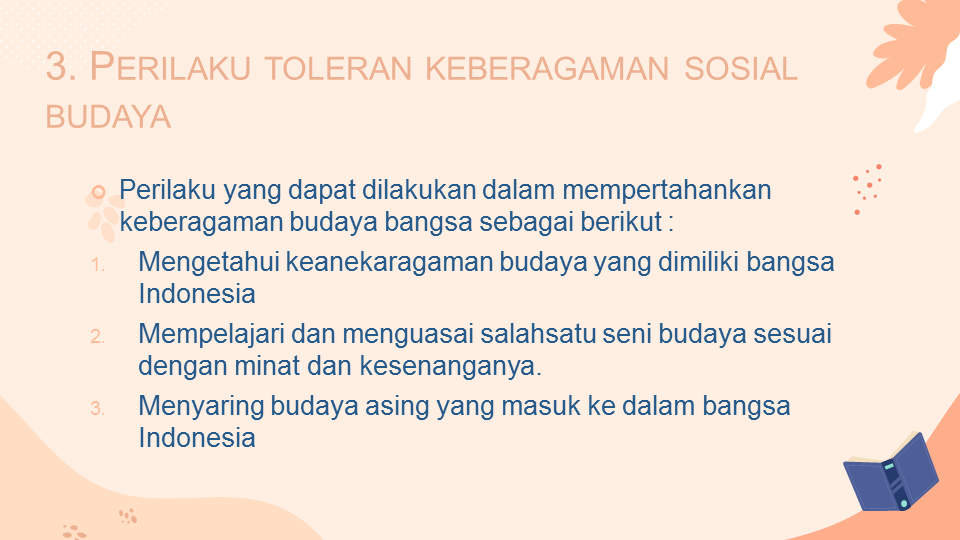 3. PERILAKU TOLERAN KEBERAGAMAN SOSIAL
BUDAYA
Perilaku yang dapat dilakukan dalam mempertahankan
keberagaman budaya bangsa sebagai berikut :
1. Mengetahui keanekaragaman budaya yang dimiliki bangsa
Indonesia
2. Mempelajari dan menguasai salahsatu seni budaya sesuai
dengan minat dan kesenanganya.
3. Menyaring budaya asing yang masuk ke dalam bangsa
Indonesia